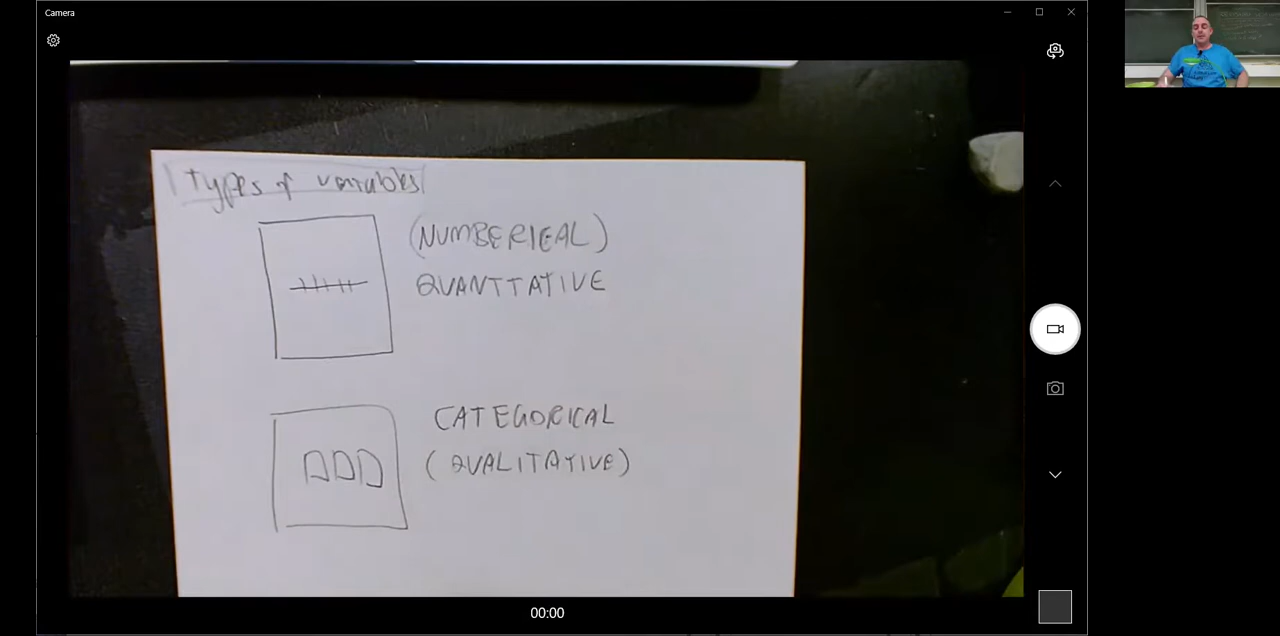 Camera
Types of variables
(NUMBERICAL)
QUANTTATIVE
CATEGORICAL
(QUALITATIVE)
00:00